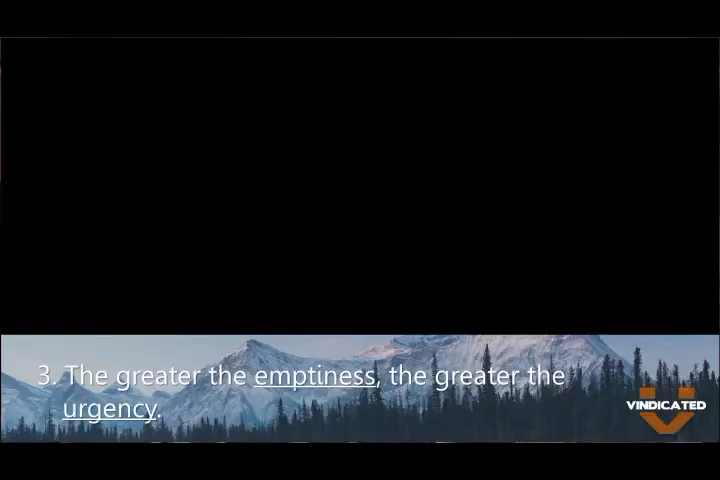 3. The greater the emptiness, the greater the
urgency.
VINDICATED